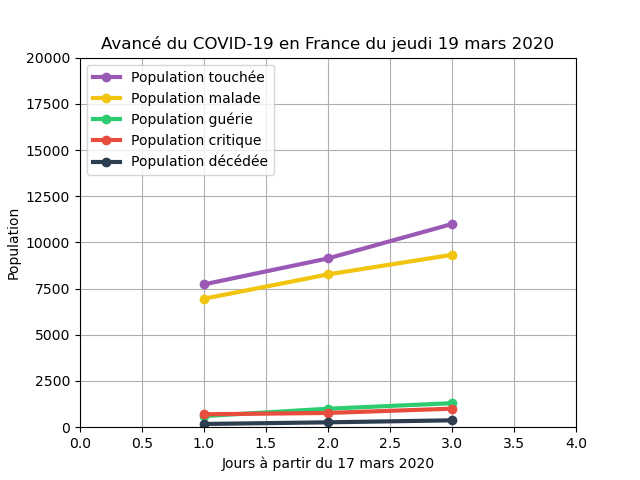 Avancé du COVID-19 en France du jeudi 19 mars 2020
20000
17500
15000
12500
10000
7500
5000
2500
0
Population
Population touchée
Population malade
Population guérie
Population critique
Population décédée
0.0 0.5 1.0 1.5 2.0 2.5 3.0 3.5 4.0
Jours à partir du 17 mars 2020